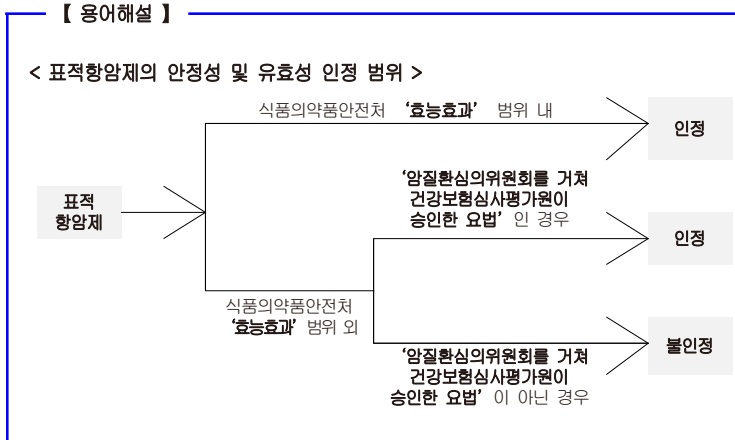 【 용어해설 】
< 표적항암제의 안정성 및 유효성 인정 범위 >
식품의약품안전처 ‘효능효과’ 범위 내
인정
표적
항암제
‘암질환심의위원회를 거쳐
건강보험심사평가원이
승인한 요법’ 인 경우
인정
식품의약품안전처
‘효능효과’ 범위 외
불인정
‘암질환심의위원회를 거쳐
건강보험심사평가원이
승인한 요법’ 이 아닌 경우